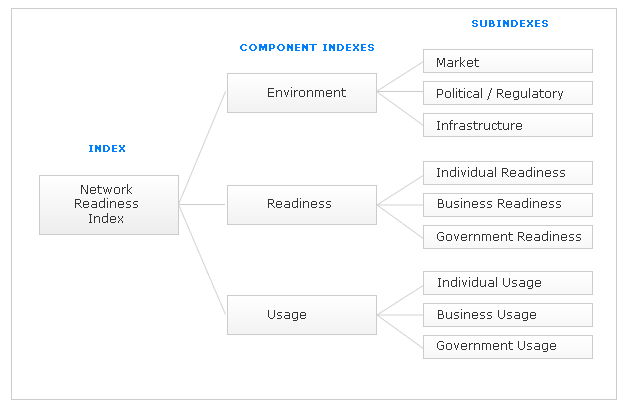 SUBINDEXES
COMPONENT INDEXES
INDEX
Network
Readiness
Index
Environment
Market
Political / Regulatory
Infrastructure
Readiness
Individual Readiness
Business Readiness
Government Readiness
Usage
Individual Usage
Business Usage
Government Usage